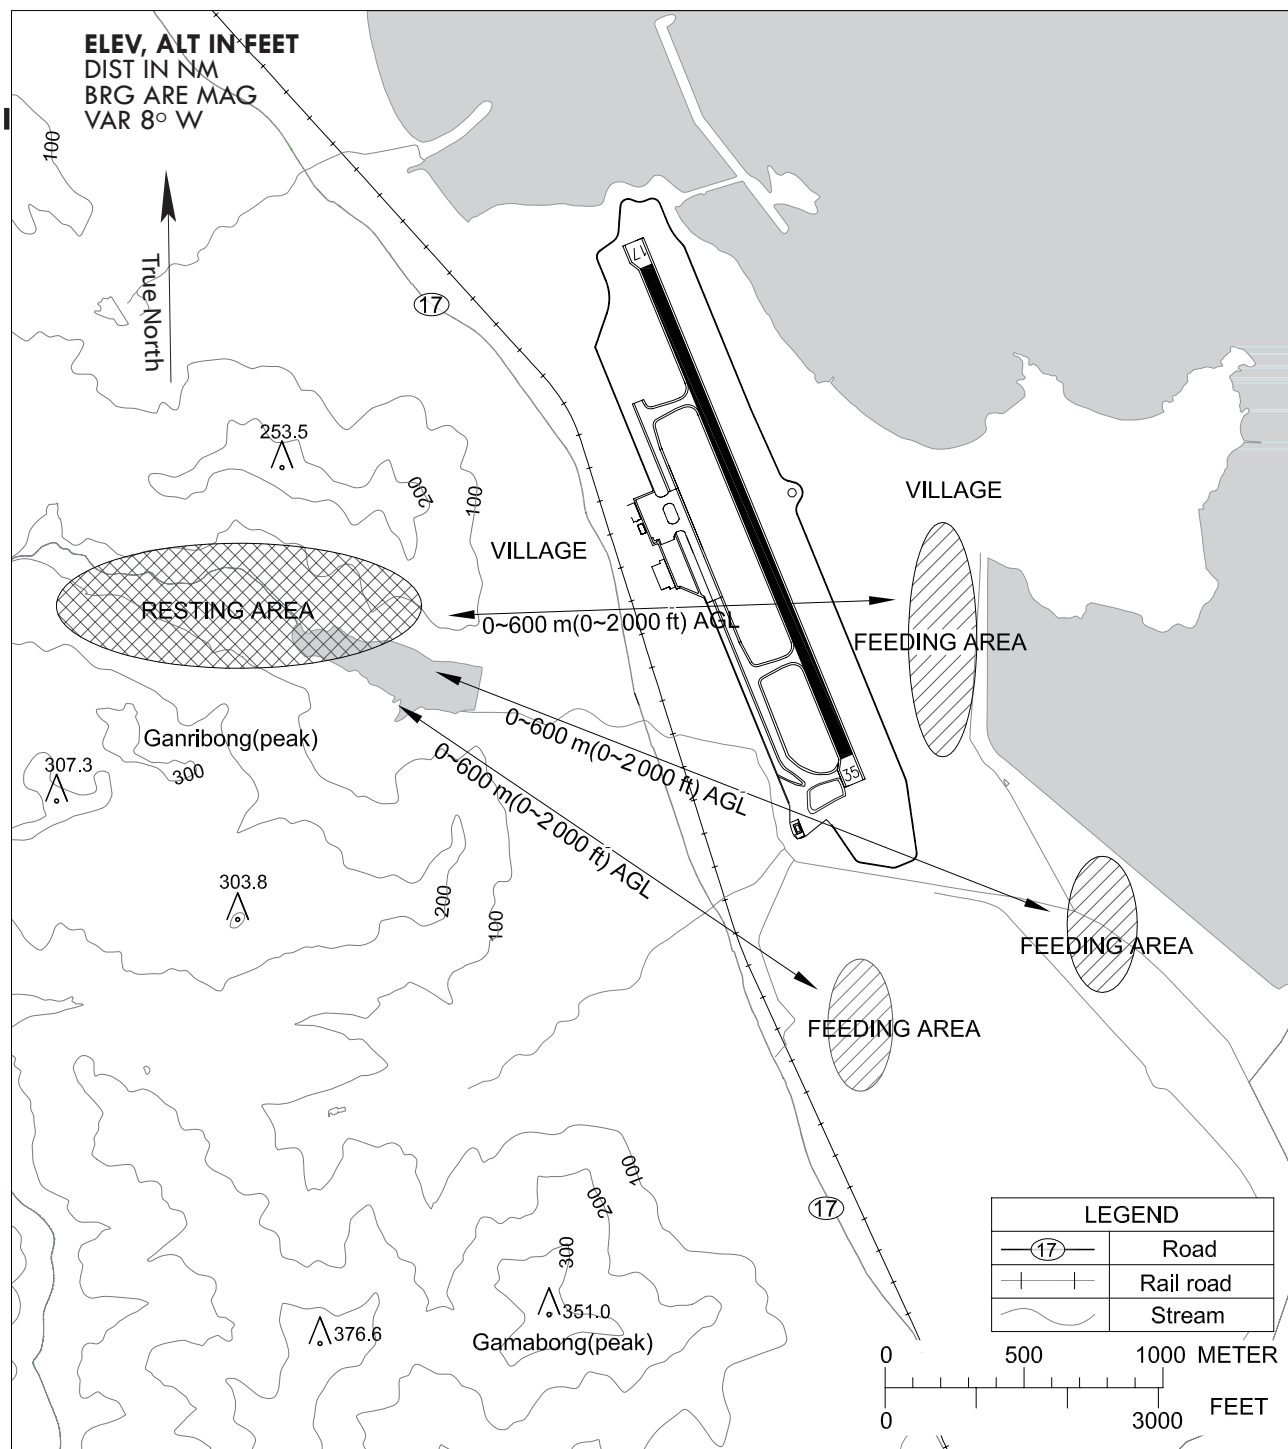 ELEV, ALT IN FEET
DIST IN NM
BRG ARE MAG
VAR 8° W
100
True North
17
17
253.5
200
100
VILLAGE
VILLAGE
RESTING AREA
0~600 m(0~2 000 ft) AGL
FEEDING AREA
Ganribong(peak)
300
307.3
0~600 m(0~2 000 ft) AGL
0~600 m(0~2 000 ft) AGL
35
303.8
200
100
FEEDING AREA
FEEDING AREA
100
200
300
17
351.0
Gamabong(peak)
376.6
LEGEND
17 Road
Rail road
Stream
0 500 1000 METER
0 3000 FEET